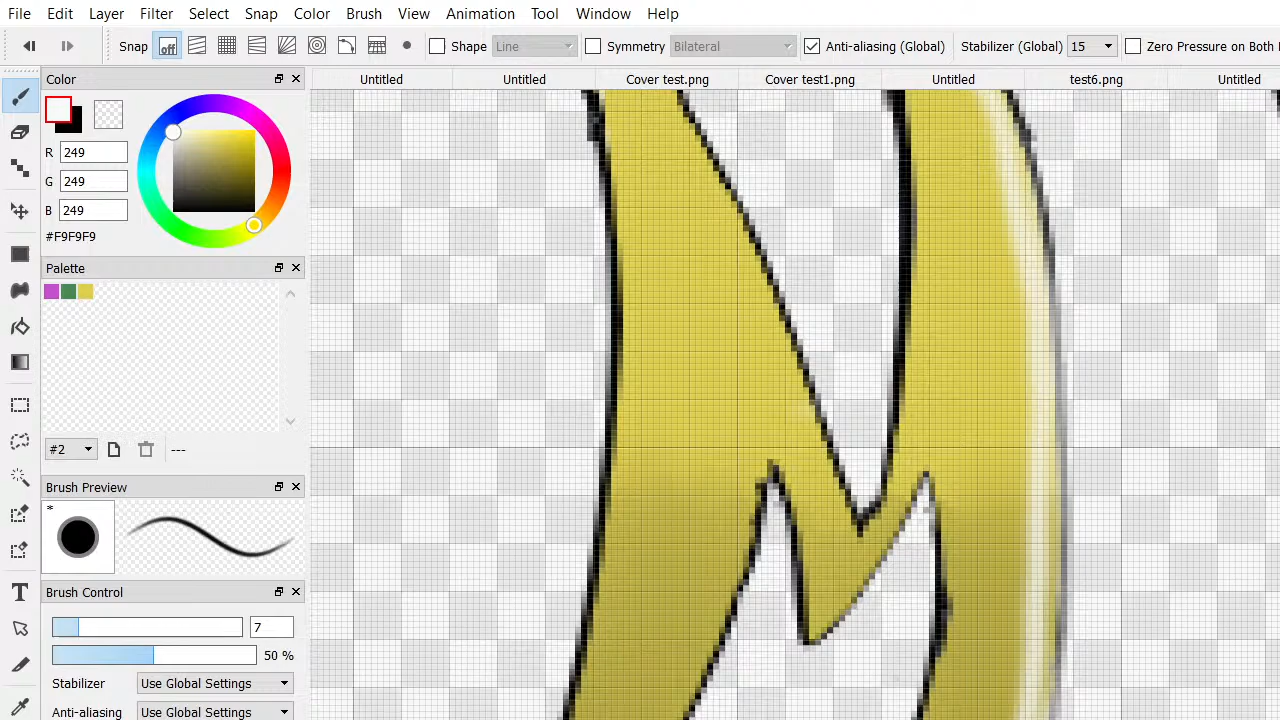 File Edit Layer Filter Select Snap Color Brush View Animation Tool Window Help
Snap off Shape Line Symmetry Bilateral Anti-aliasing (Global) Stabilizer (Global) 15 Zero Pressure on Both
Color
Untitled Untitled Cover test.png Cover test1.png Untitled test6.png Untitled
R 249
G 249
B 249
#F9F9F9
Palette
#2 ---
Brush Preview
*
Brush Control
7
50 %
Stabilizer Use Global Settings
Anti-aliasing Use Global Settings
T
M